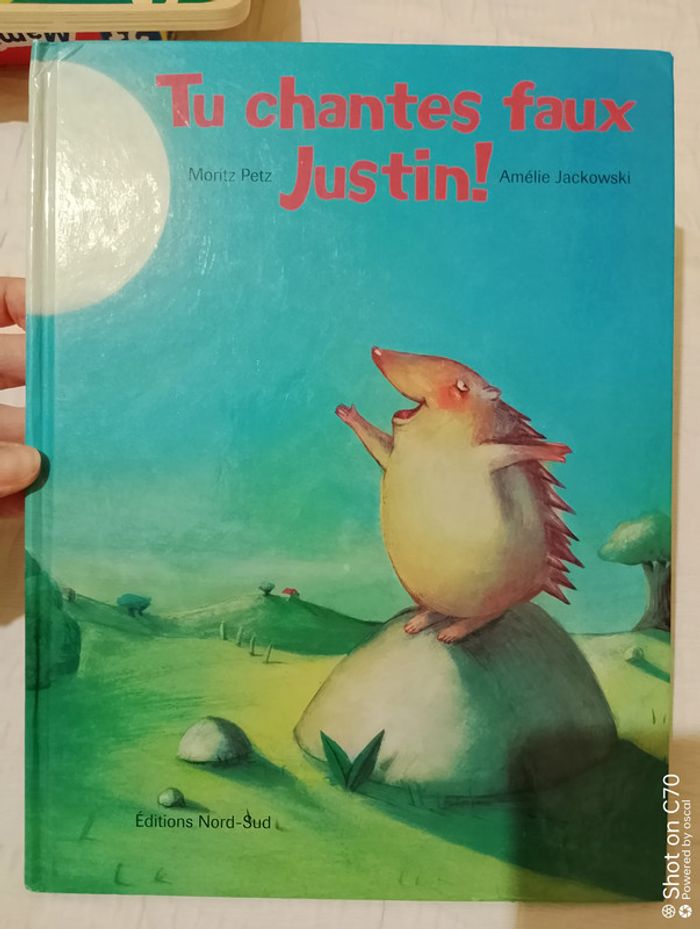 Tu chantes faux
Moritz Petz Justin! Amélie Jackowski
Éditions Nord-Sud
Shot on C70
Powered by oscal